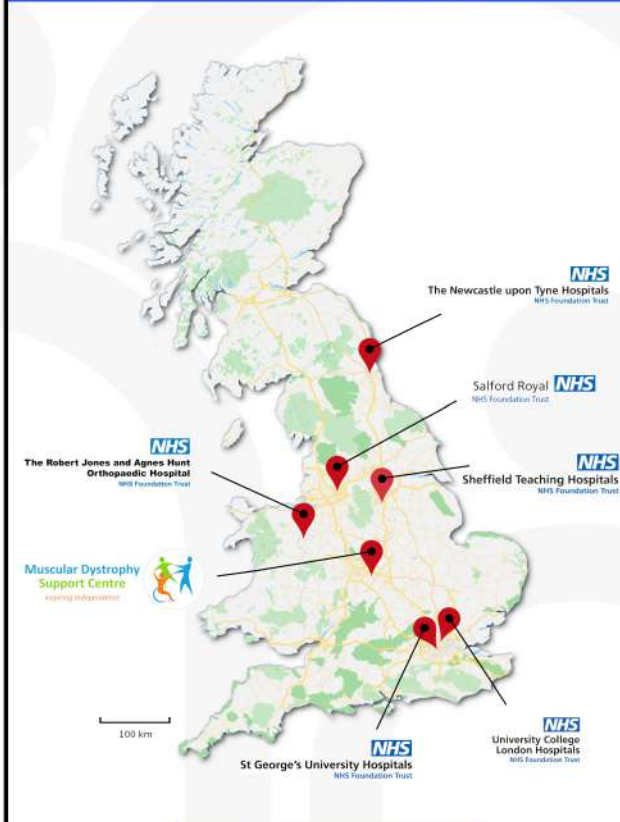 NHS
The Newcastle upon Tyne Hospitals
NHS Foundation Trust
Salford Royal NHS
NHS Foundation Trust
NHS
The Robert Jones and Agnes Hunt
Orthopaedic Hospital
NHS Foundation Trust
NHS
Sheffield Teaching Hospitals
NHS Foundation Trust
Muscular Dystrophy
Support Centre
inspiring independence
100 km
NHS
St George's University Hospitals
NHS Foundation Trust
NHS
University College
London Hospitals
NHS Foundation Trust